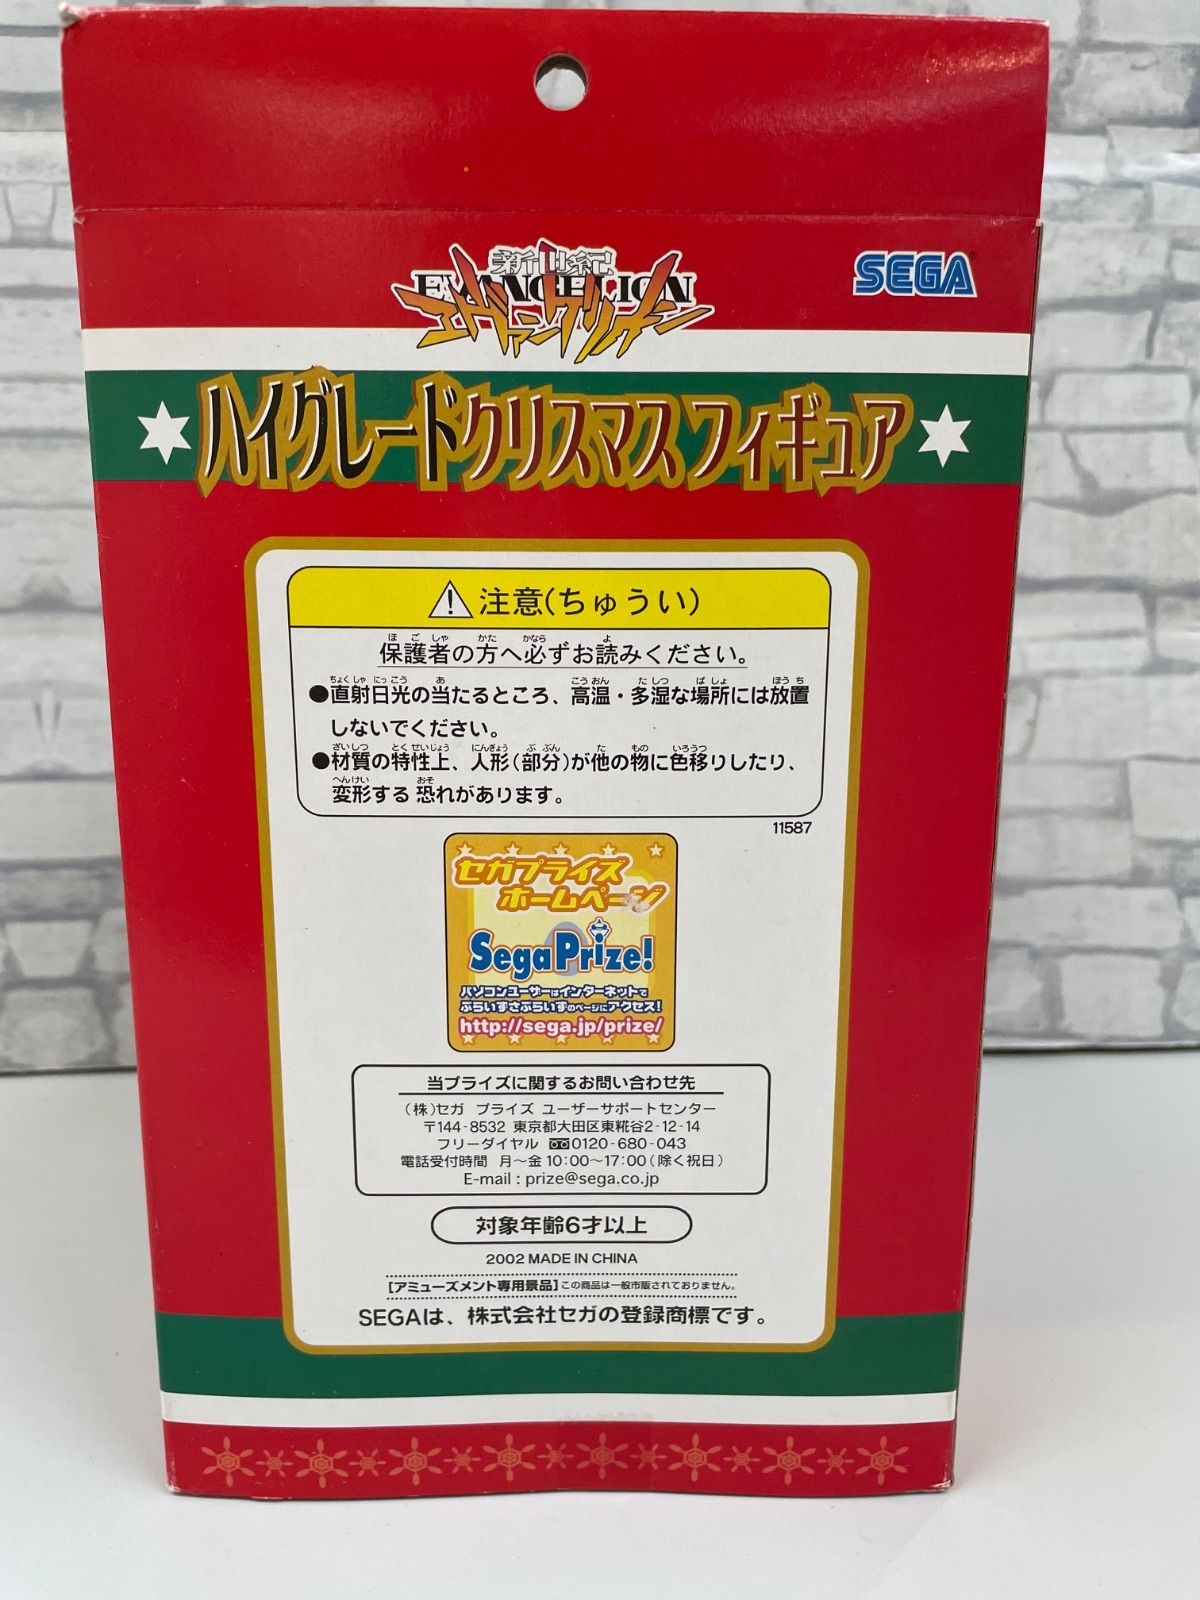 新世紀
EVANGELION
エヴァンゲリオン
SEGA
ハイグレードクリスマスフィギュア
注意(ちゅうい)
保護者の方へ必ずお読みください。
●直射日光の当たるところ、高温・多湿な場所には放置
しないでください。
●材質の特性上、人形(部分)が他の物に色移りしたり、
変形する恐れがあります。
11587
セガプライズ
ホームページ
SegaPrize!
パソコンユーザーはインターネットで
ぷらいずさぷらいずのページにアクセス!
http://sega.jp/prize/
当プライズに関するお問い合わせ先
(株)セガ プライズ ユーザーサポートセンター
〒144-8532 東京都大田区東糀谷2-12-14
フリーダイヤル 0120-680-043
電話受付時間 月〜金 10:00〜17:00(除く祝日)
E-mail : prize@sega.co.jp
対象年齢6才以上
2002 MADE IN CHINA
[アミューズメント専用景品]この商品は一般市販されておりません。
SEGAは、株式会社セガの登録商標です。